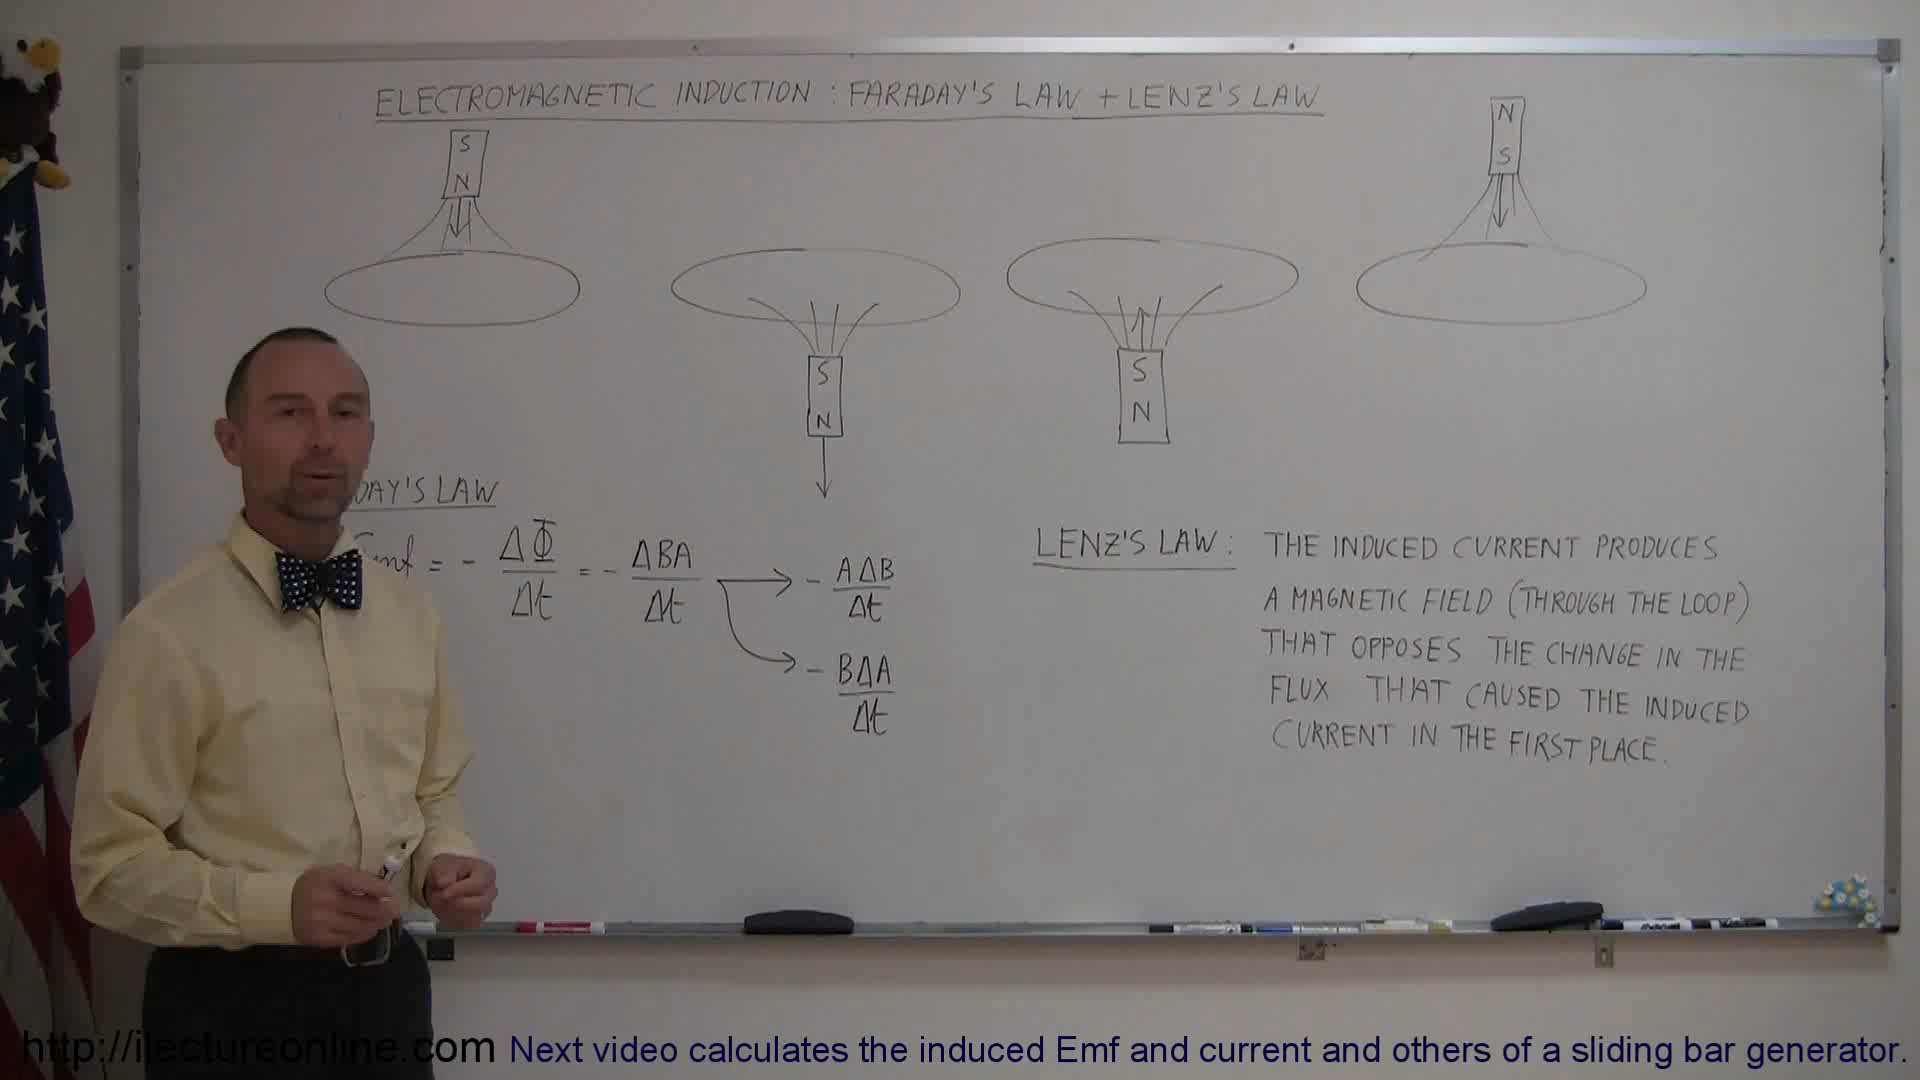 ELECTROMAGNETIC INDUCTION : FARADAY'S LAW + LENZ'S LAW
S
N
S
N
S
N
N
S
DAY'S LAW
Emf = - ΔΦ/Δt = - ΔBA/Δt → - AΔB/Δt
→ - BΔA/Δt
LENZ'S LAW : THE INDUCED CURRENT PRODUCES
A MAGNETIC FIELD (THROUGH THE LOOP)
THAT OPPOSES THE CHANGE IN THE
FLUX THAT CAUSED THE INDUCED
CURRENT IN THE FIRST PLACE.
http://ilectureonline.com Next video calculates the induced Emf and current and others of a sliding bar generator.